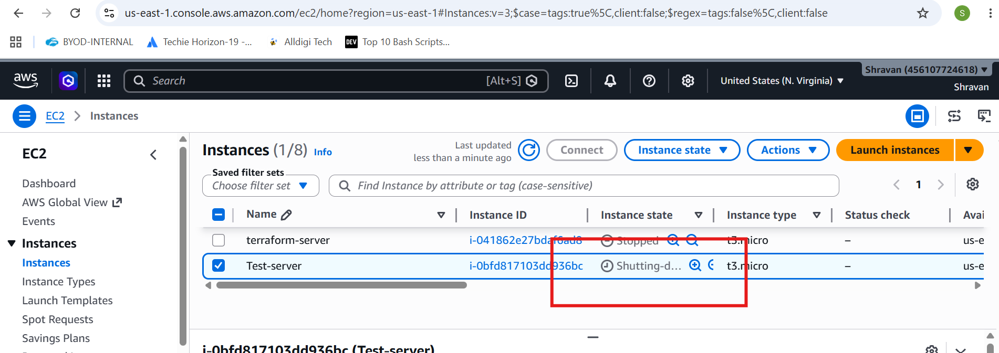 us-east-1.console.aws.amazon.com/ec2/home?region=us-east-1#Instances:v=3;$case=tags:true%5C,client:false;$regex=tags:false%5C,client:false
S
BYOD-INTERNAL
Techie Horizon-19 -...
Alldigi Tech
DEV Top 10 Bash Scripts...
aws
Search
[Alt+S]
United States (N. Virginia)
Shravan (456107724618)
Shravan
EC2
Instances
EC2
Dashboard
AWS Global View
Events
Instances
Instances
Instance Types
Launch Templates
Spot Requests
Savings Plans
Instances (1/8) Info
Last updated
less than a minute ago
Connect
Instance state
Actions
Launch instances
Saved filter sets
Choose filter set
Find Instance by attribute or tag (case-sensitive)
1
Name Instance ID Instance state Instance type Status check Avai
terraform-server i-041862e27bdaf6ad8 Stopped t3.micro – us-e
Test-server i-0bfd817103dd936bc Shutting-d... t3.micro – us-e
i-0bfd817103dd936bc (Test-server)